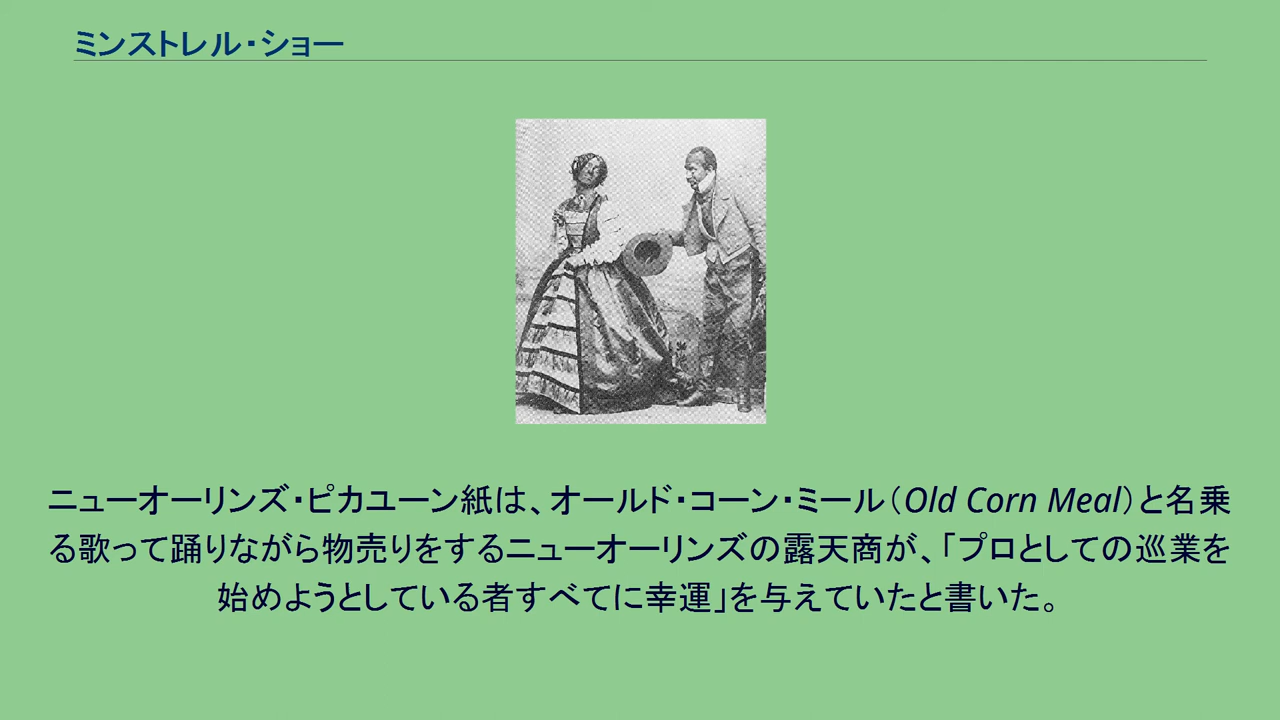 ミンストレル・ショー
ニューオーリンズ・ピカユーン紙は、オールド・コーン・ミール（Old Corn Meal）と名乗
る歌って踊りながら物売りをするニューオーリンズの露天商が、「プロとしての巡業を
始めようとしている者すべてに幸運」を与えていたと書いた。